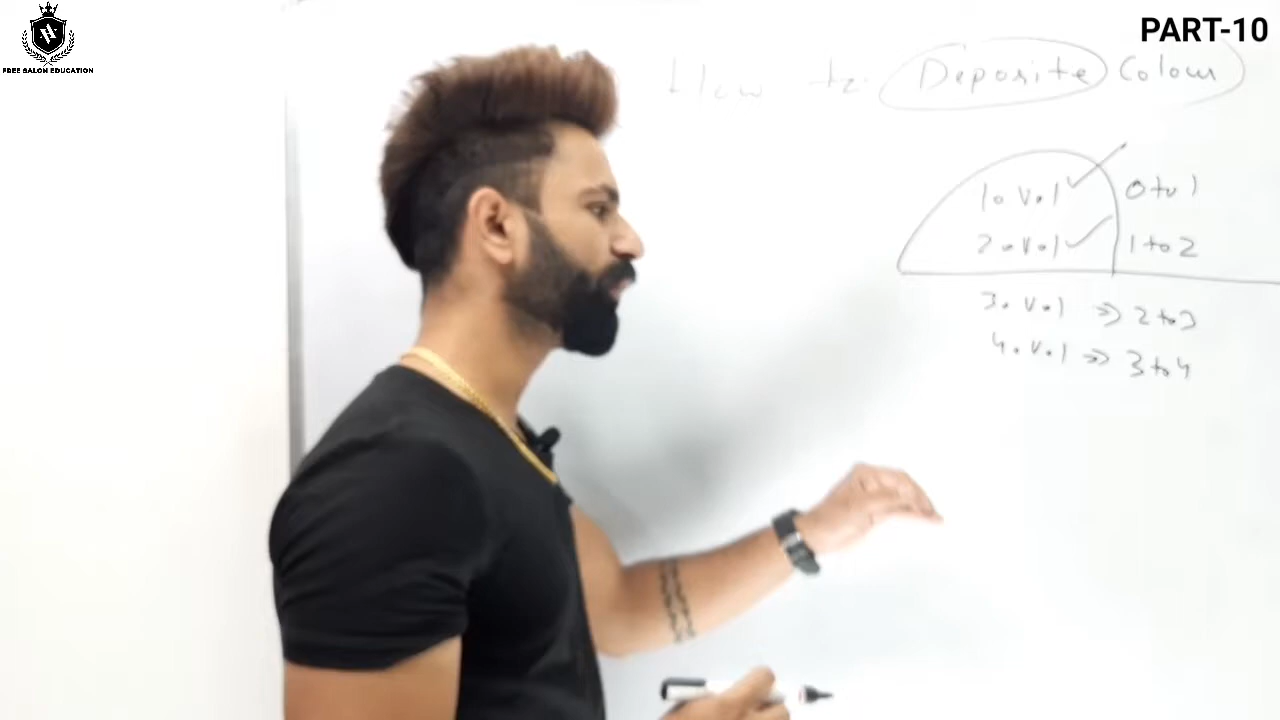 FREE SALON EDUCATION
PART-10
How to Deposite Colour
10 Vol 0 to 1
20 Vol 1 to 2
30 Vol => 2 to 3
40 Vol => 3 to 4